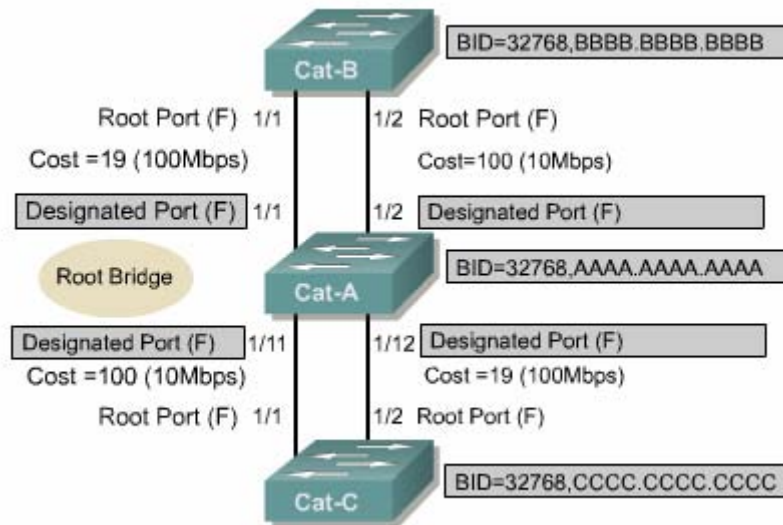 Cat-B
BID=32768,BBBB.BBBB.BBBB
Root Port (F) 1/1
1/2 Root Port (F)
Cost =19 (100Mbps)
Cost=100 (10Mbps)
Designated Port (F) 1/1
1/2 Designated Port (F)
Root Bridge
Cat-A
BID=32768,AAAA.AAAA.AAAA
Designated Port (F) 1/11
1/12 Designated Port (F)
Cost =100 (10Mbps)
Cost =19 (100Mbps)
Root Port (F) 1/1
1/2 Root Port (F)
Cat-C
BID=32768,CCCC.CCCC.CCCC